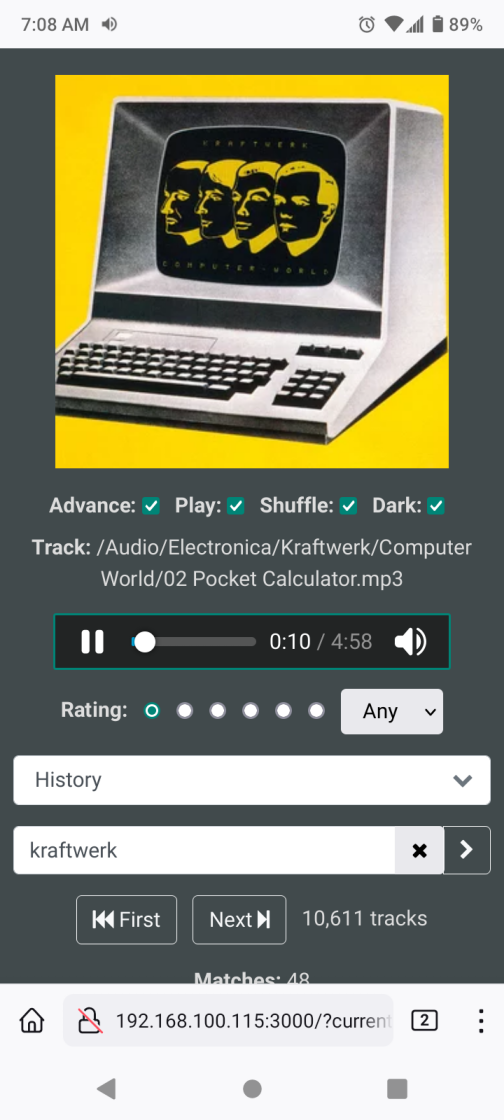 7:08 AM 89%
KRAFTWERK
COMPUTER-WORLD
Advance: Play: Shuffle: Dark:
Track: /Audio/Electronica/Kraftwerk/Computer
World/02 Pocket Calculator.mp3
0:10 / 4:58
Rating: Any
History
kraftwerk
First Next 10,611 tracks
Matches: 48
192.168.100.115:3000/?current 2